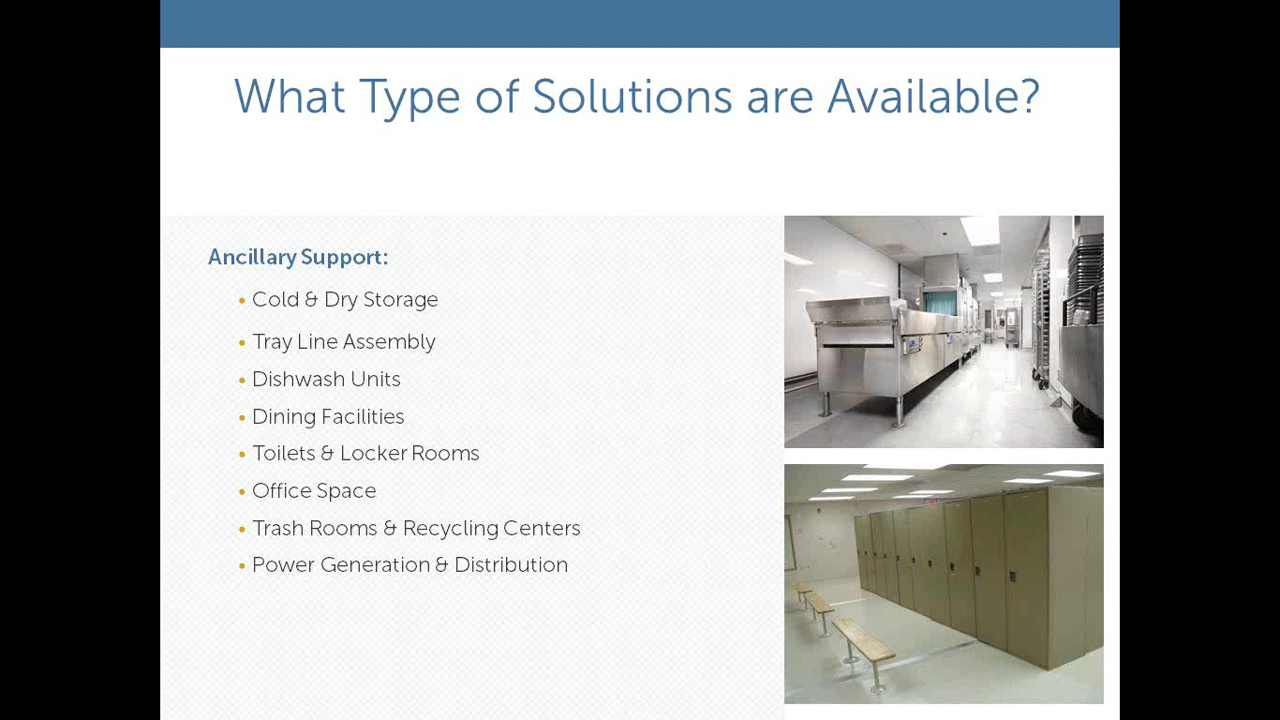 What Type of Solutions are Available?
Ancillary Support:
• Cold & Dry Storage
• Tray Line Assembly
• Dishwash Units
• Dining Facilities
• Toilets & Locker Rooms
• Office Space
• Trash Rooms & Recycling Centers
• Power Generation & Distribution